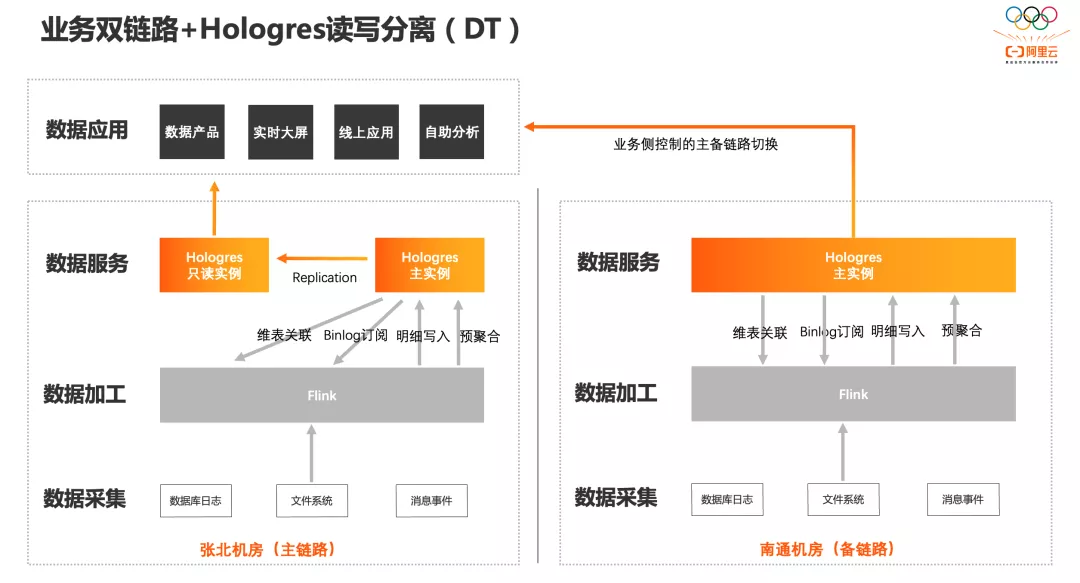 业务双链路+Hologres读写分离（DT）
阿里云
数据应用
数据产品
实时大屏
线上应用
自助分析
业务侧控制的主备链路切换
数据服务
Hologres
只读实例
Replication
Hologres
主实例
维表关联
Binlog订阅
明细写入
预聚合
数据加工
Flink
数据采集
数据库日志
文件系统
消息事件
张北机房（主链路）
数据服务
Hologres
主实例
维表关联
Binlog订阅
明细写入
预聚合
数据加工
Flink
数据采集
数据库日志
文件系统
消息事件
南通机房（备链路）